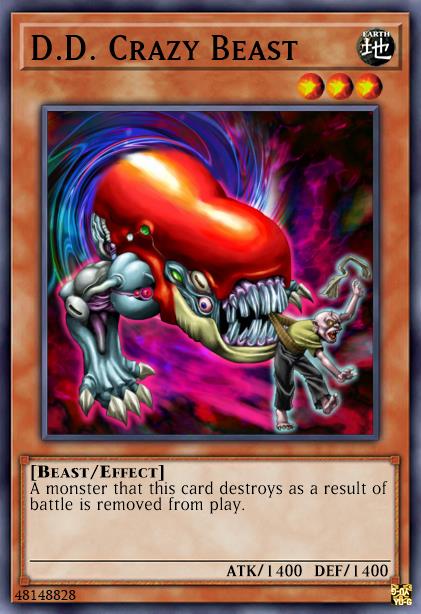 D.D. Crazy Beast
EARTH
地
[Beast/Effect]
A monster that this card destroys as a result of
battle is removed from play.
ATK/1400 DEF/1400
48148828